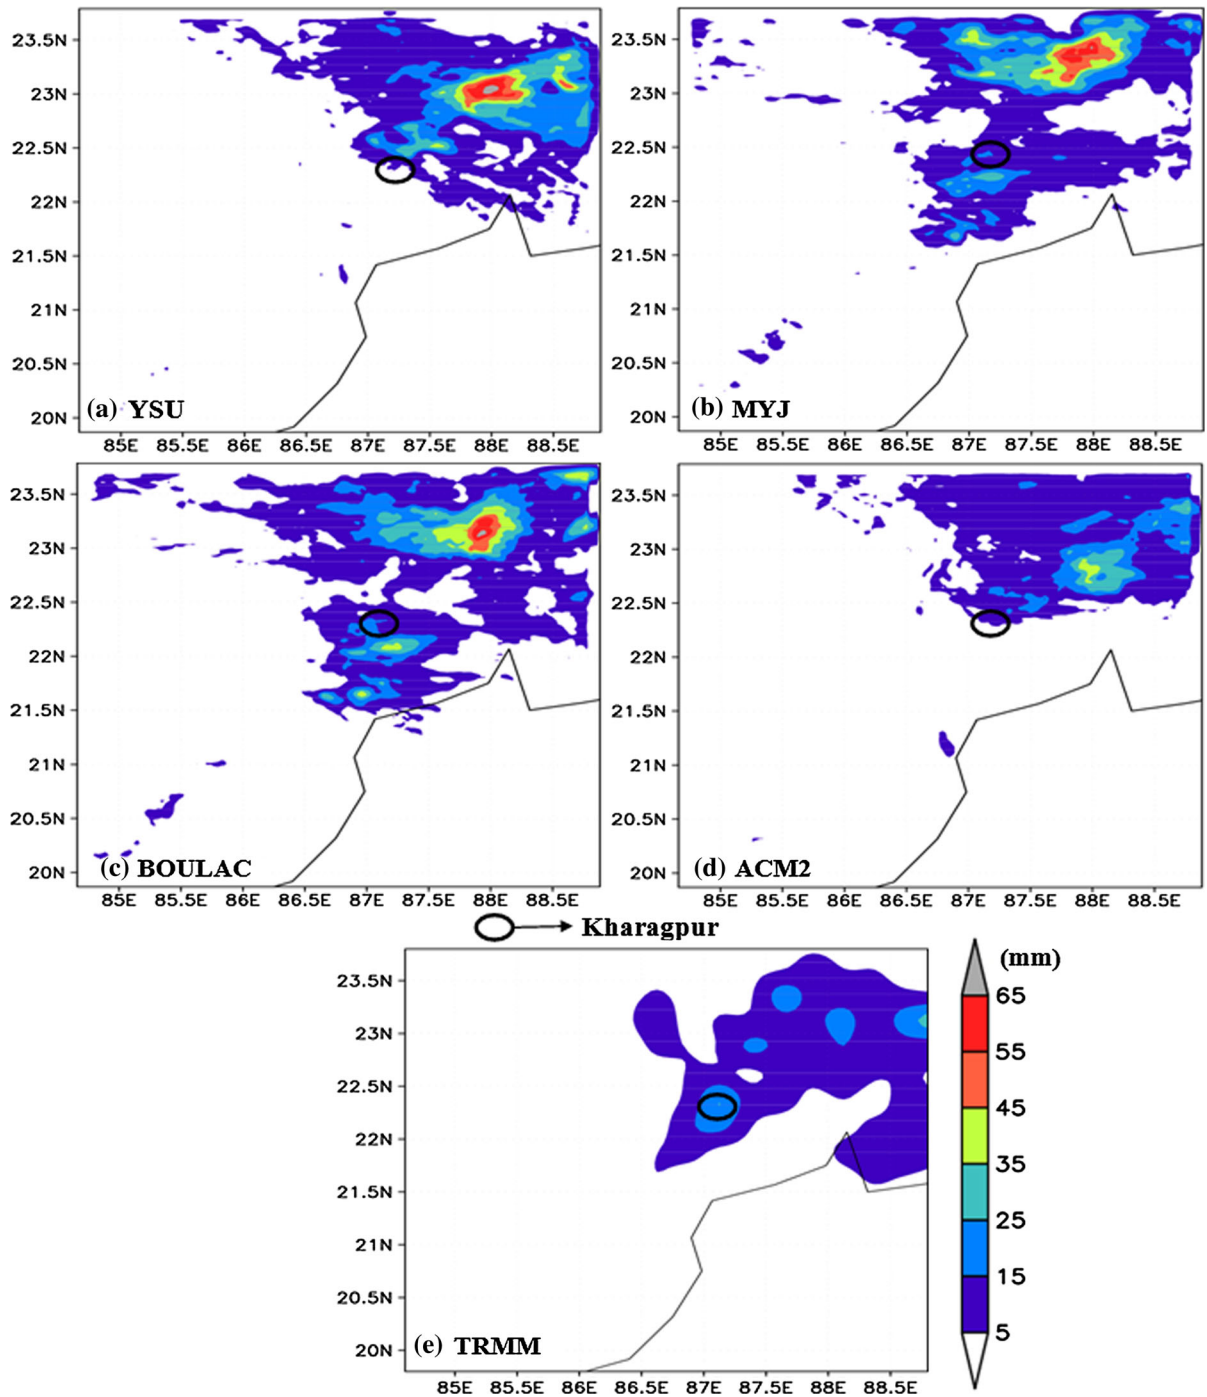 23.5N
23N
22.5N
22N
21.5N
21N
20.5N
20N
(a) YSU
85E 85.5E 86E 86.5E 87E 87.5E 88E 88.5E
23.5N
23N
22.5N
22N
21.5N
21N
20.5N
20N
(b) MYJ
85E 85.5E 86E 86.5E 87E 87.5E 88E 88.5E
23.5N
23N
22.5N
22N
21.5N
21N
20.5N
20N
(c) BOULAC
85E 85.5E 86E 86.5E 87E 87.5E 88E 88.5E
23.5N
23N
22.5N
22N
21.5N
21N
20.5N
20N
(d) ACM2
85E 85.5E 86E 86.5E 87E 87.5E 88E 88.5E
Kharagpur
23.5N
23N
22.5N
22N
21.5N
21N
20.5N
20N
(e) TRMM
85E 85.5E 86E 86.5E 87E 87.5E 88E 88.5E
(mm)
65
55
45
35
25
15
5